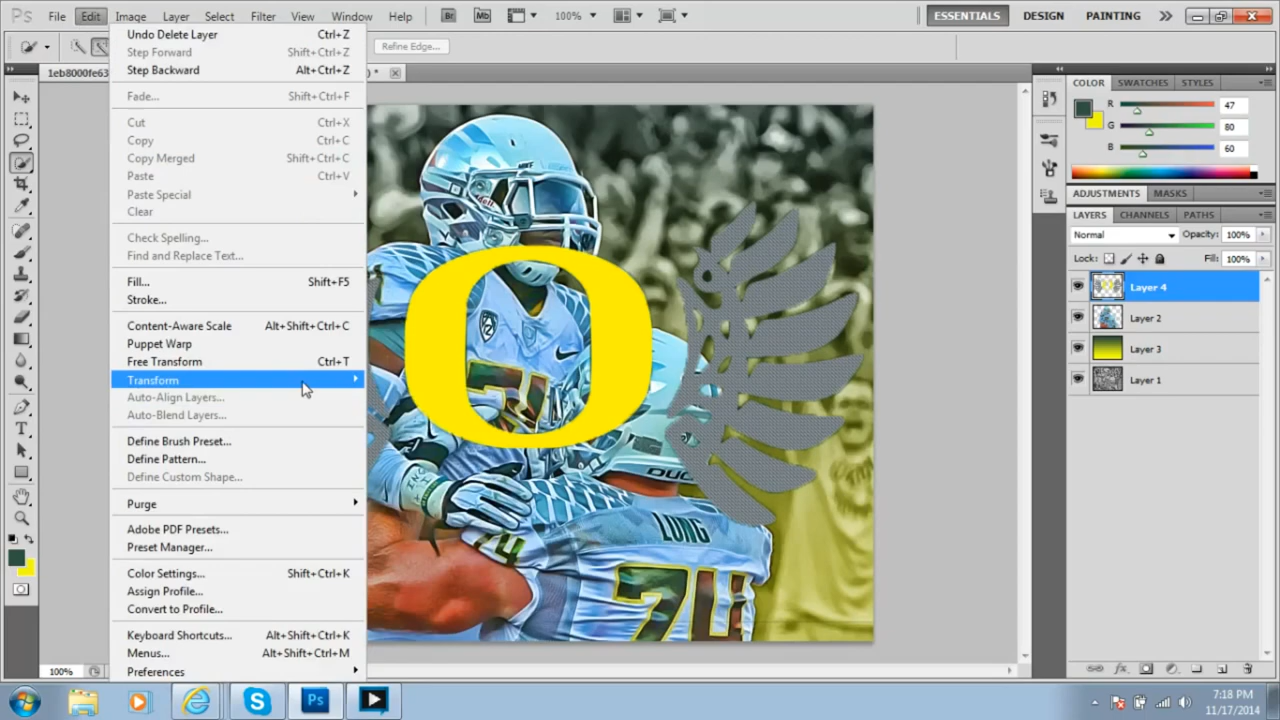 Ps File Edit Image Layer Select Filter View Window Help Br Mb 100% ESSENTIALS DESIGN PAINTING
Refine Edge...
1eb8000fe63 ) *
Undo Delete Layer Ctrl+Z
Step Forward Shift+Ctrl+Z
Step Backward Alt+Ctrl+Z
Fade... Shift+Ctrl+F
Cut Ctrl+X
Copy Ctrl+C
Copy Merged Shift+Ctrl+C
Paste Ctrl+V
Paste Special
Clear
Check Spelling...
Find and Replace Text...
Fill... Shift+F5
Stroke...
Content-Aware Scale Alt+Shift+Ctrl+C
Puppet Warp
Free Transform Ctrl+T
Transform
Auto-Align Layers...
Auto-Blend Layers...
Define Brush Preset...
Define Pattern...
Define Custom Shape...
Purge
Adobe PDF Presets...
Preset Manager...
Color Settings... Shift+Ctrl+K
Assign Profile...
Convert to Profile...
Keyboard Shortcuts... Alt+Shift+Ctrl+K
Menus... Alt+Shift+Ctrl+M
Preferences
NIKE
O
LONG
74
74
COLOR SWATCHES STYLES
R 47
G 80
B 60
ADJUSTMENTS MASKS
LAYERS CHANNELS PATHS
Normal Opacity: 100%
Lock: Fill: 100%
Layer 4
Layer 2
Layer 3
Layer 1
100%
Ps
7:18 PM
11/17/2014